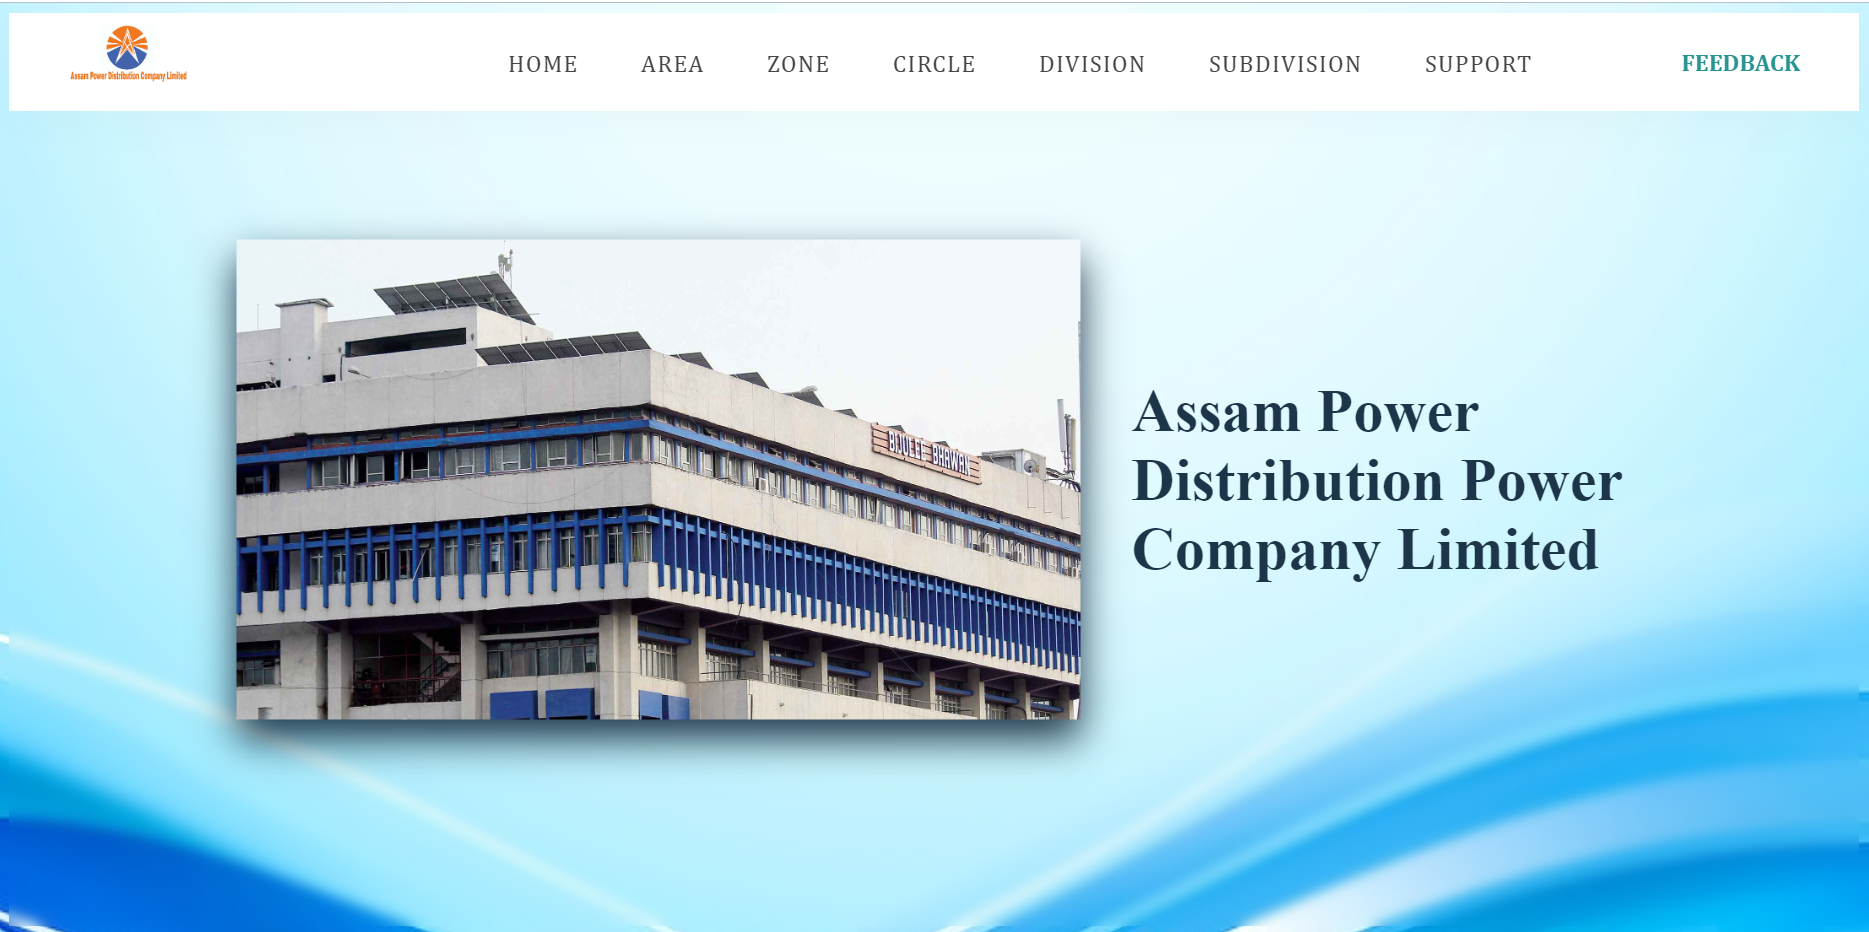 Assam Power Distribution Company Limited
HOME AREA ZONE CIRCLE DIVISION SUBDIVISION SUPPORT FEEDBACK
BIJULEE BHAWAN
Assam Power
Distribution Power
Company Limited